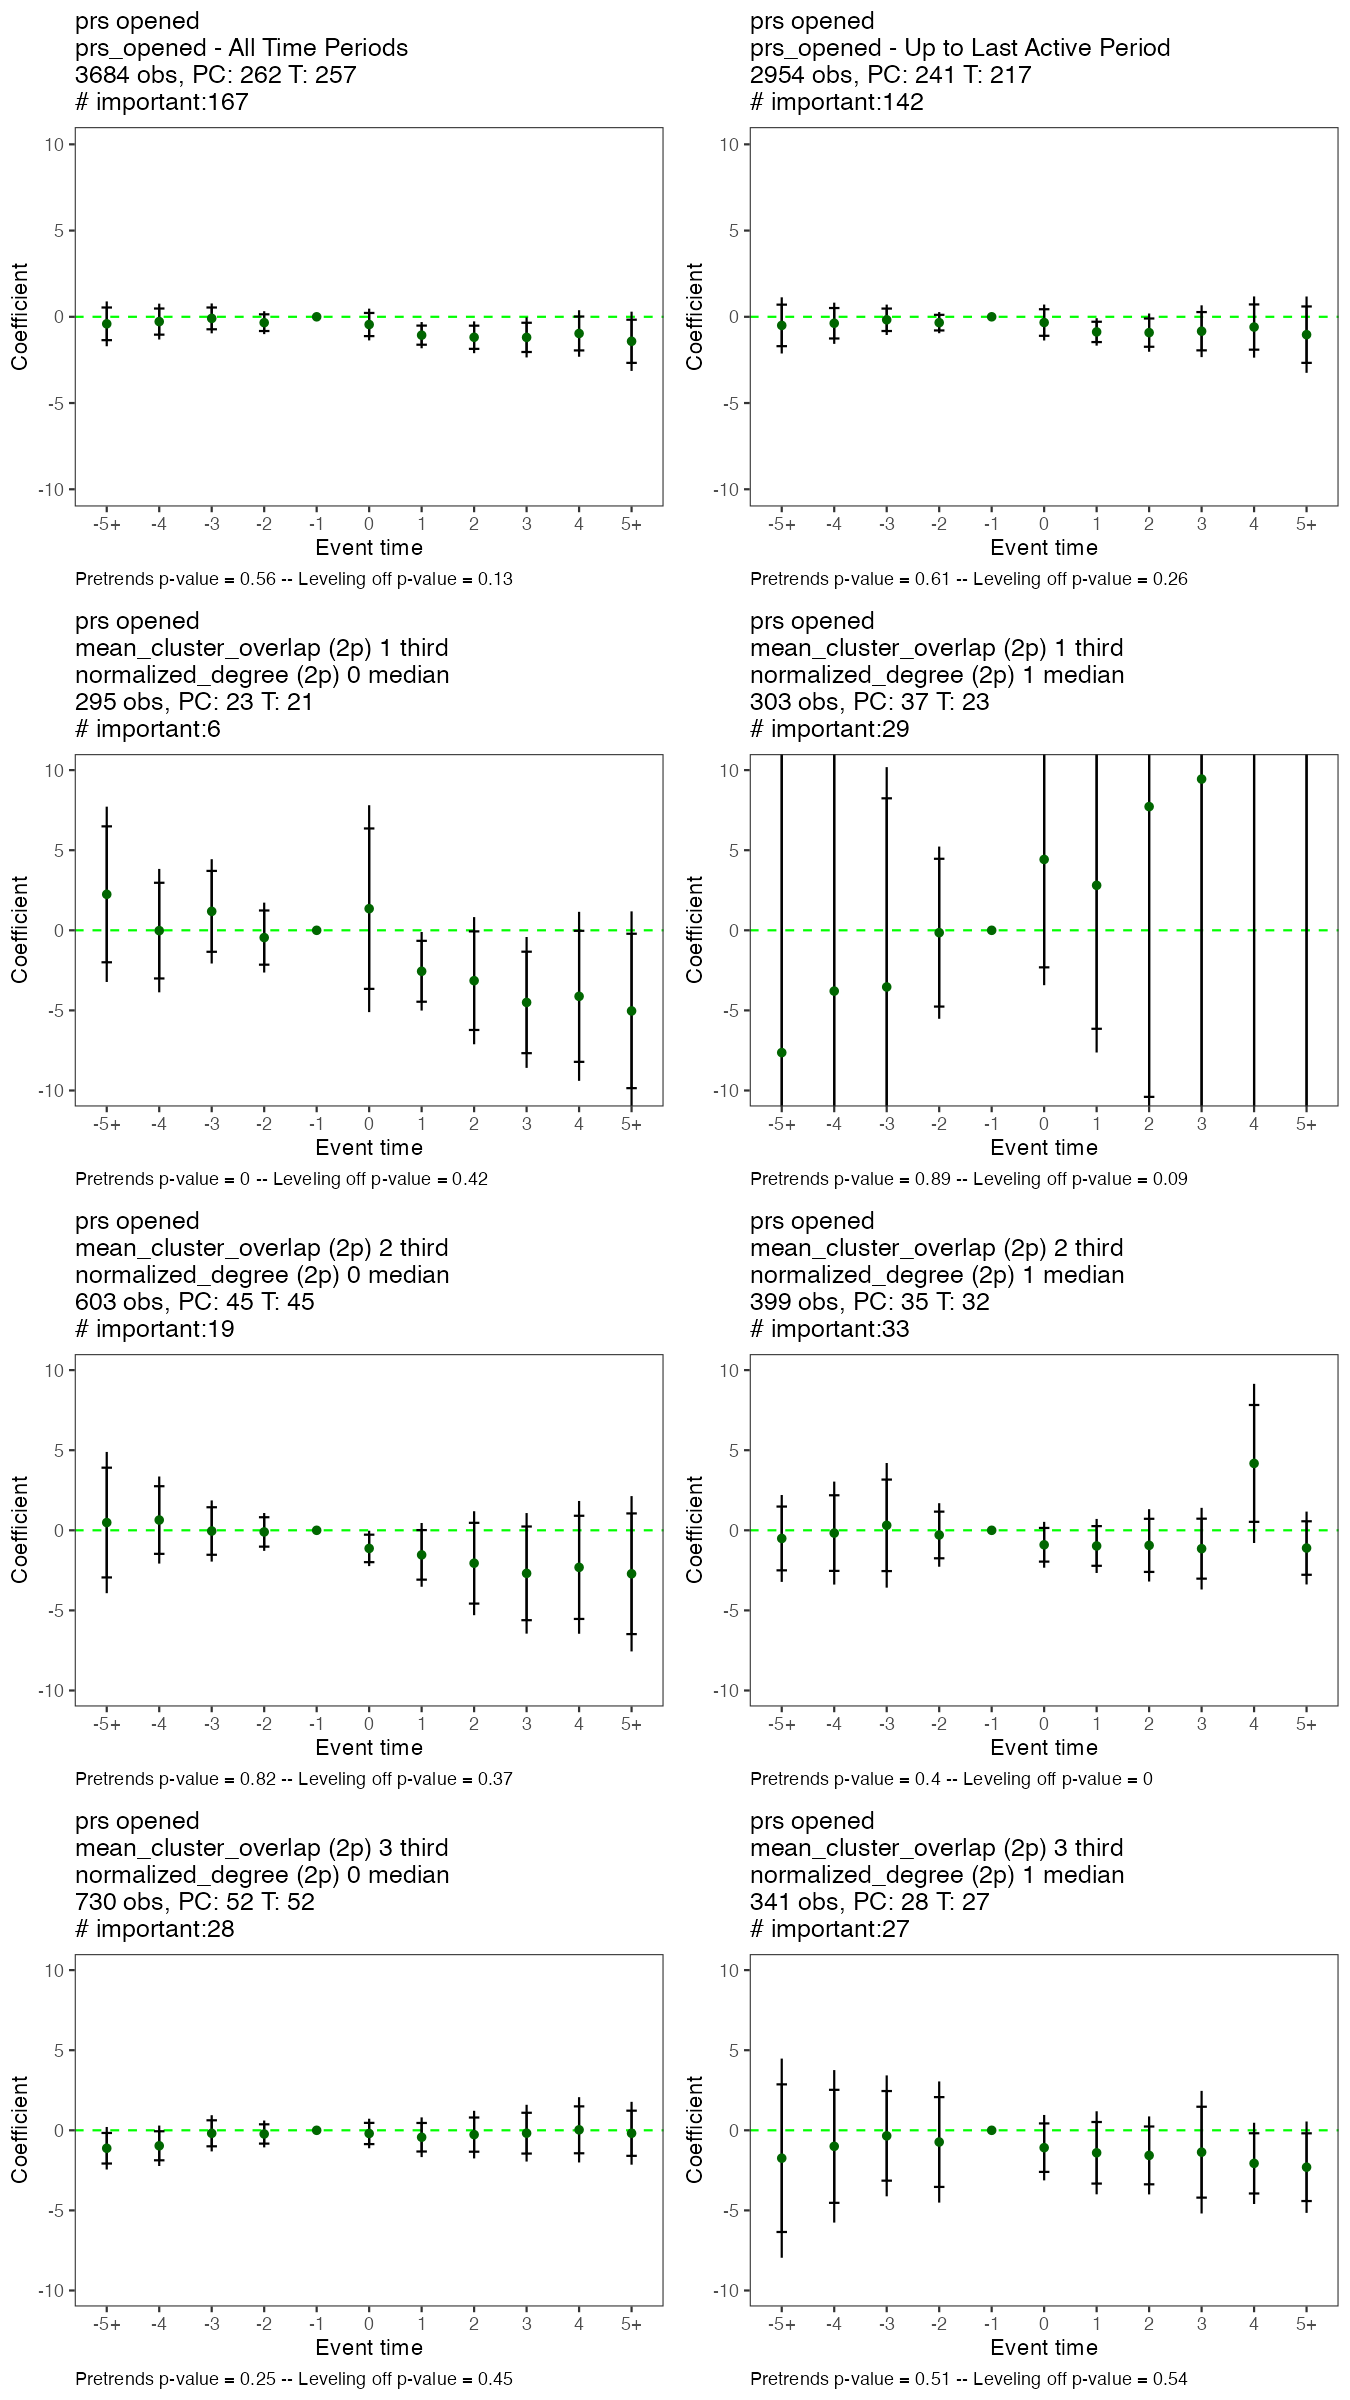 prs opened
prs_opened - All Time Periods
3684 obs, PC: 262 T: 257
# important:167
10
5
0
-5
-10
Coefficient
-5+ -4 -3 -2 -1 0 1 2 3 4 5+
Event time
Pretrends p-value = 0.56 -- Leveling off p-value = 0.13
prs opened
prs_opened - Up to Last Active Period
2954 obs, PC: 241 T: 217
# important:142
10
5
0
-5
-10
Coefficient
-5+ -4 -3 -2 -1 0 1 2 3 4 5+
Event time
Pretrends p-value = 0.61 -- Leveling off p-value = 0.26
prs opened
mean_cluster_overlap (2p) 1 third
normalized_degree (2p) 0 median
295 obs, PC: 23 T: 21
# important:6
10
5
0
-5
-10
Coefficient
-5+ -4 -3 -2 -1 0 1 2 3 4 5+
Event time
Pretrends p-value = 0 -- Leveling off p-value = 0.42
prs opened
mean_cluster_overlap (2p) 1 third
normalized_degree (2p) 1 median
303 obs, PC: 37 T: 23
# important:29
10
5
0
-5
-10
Coefficient
-5+ -4 -3 -2 -1 0 1 2 3 4 5+
Event time
Pretrends p-value = 0.89 -- Leveling off p-value = 0.09
prs opened
mean_cluster_overlap (2p) 2 third
normalized_degree (2p) 0 median
603 obs, PC: 45 T: 45
# important:19
10
5
0
-5
-10
Coefficient
-5+ -4 -3 -2 -1 0 1 2 3 4 5+
Event time
Pretrends p-value = 0.82 -- Leveling off p-value = 0.37
prs opened
mean_cluster_overlap (2p) 2 third
normalized_degree (2p) 1 median
399 obs, PC: 35 T: 32
# important:33
10
5
0
-5
-10
Coefficient
-5+ -4 -3 -2 -1 0 1 2 3 4 5+
Event time
Pretrends p-value = 0.4 -- Leveling off p-value = 0
prs opened
mean_cluster_overlap (2p) 3 third
normalized_degree (2p) 0 median
730 obs, PC: 52 T: 52
# important:28
10
5
0
-5
-10
Coefficient
-5+ -4 -3 -2 -1 0 1 2 3 4 5+
Event time
Pretrends p-value = 0.25 -- Leveling off p-value = 0.45
prs opened
mean_cluster_overlap (2p) 3 third
normalized_degree (2p) 1 median
341 obs, PC: 28 T: 27
# important:27
10
5
0
-5
-10
Coefficient
-5+ -4 -3 -2 -1 0 1 2 3 4 5+
Event time
Pretrends p-value = 0.51 -- Leveling off p-value = 0.54